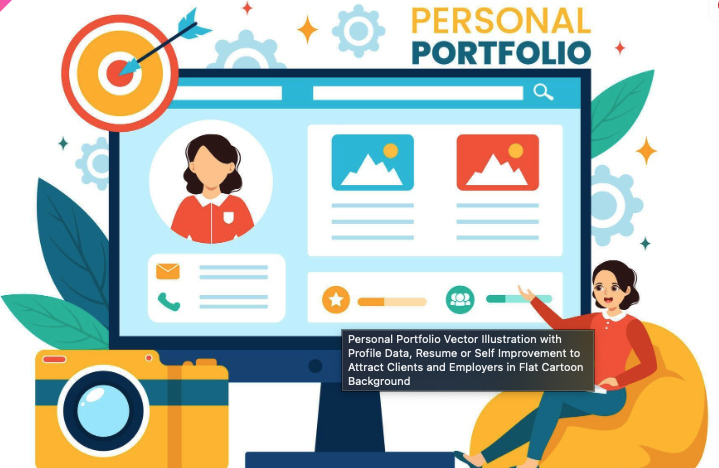 PERSONAL
PORTFOLIO
Personal Portfolio Vector Illustration with
Profile Data, Resume or Self Improvement to
Attract Clients and Employers in Flat Cartoon
Background